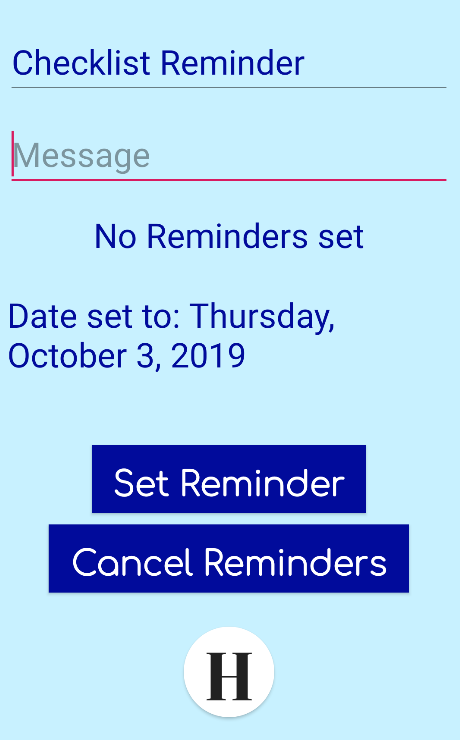 Checklist Reminder
Message
No Reminders set
Date set to: Thursday,
October 3, 2019
Set Reminder
Cancel Reminders
H